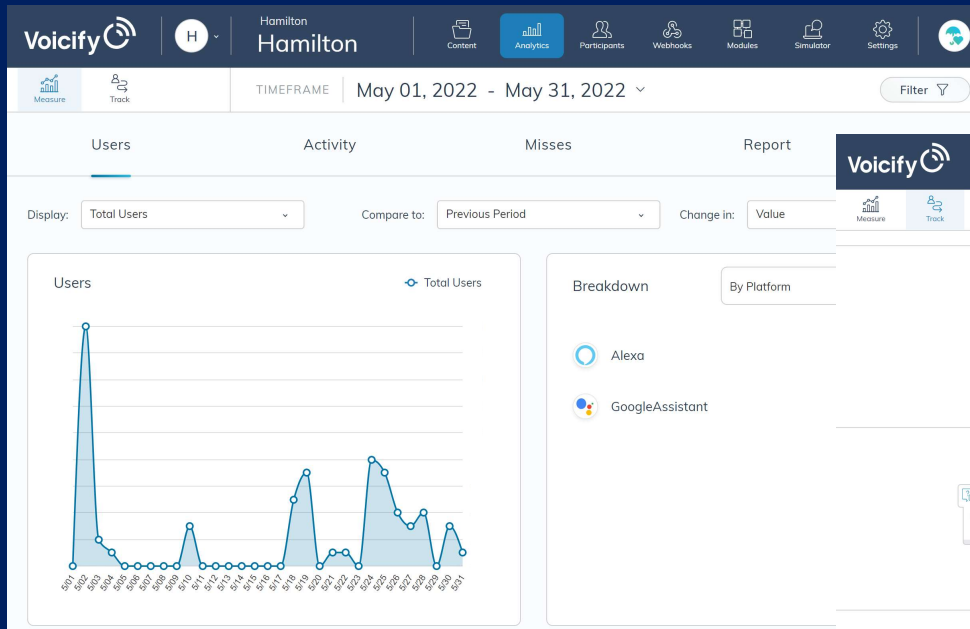 Voicify
H
Hamilton
Hamilton
Content
Analytics
Participants
Webhooks
Modules
Simulator
Settings
Measure
Track
TIMEFRAME
May 01, 2022 - May 31, 2022
Filter
Users
Activity
Misses
Report
Voicify
Measure
Track
Display:
Total Users
Compare to:
Previous Period
Change in:
Value
Users
Total Users
Breakdown
By Platform
Alexa
GoogleAssistant
5/01
5/02
5/03
5/04
5/05
5/06
5/07
5/08
5/09
5/10
5/11
5/12
5/13
5/14
5/15
5/16
5/17
5/18
5/19
5/20
5/21
5/22
5/23
5/24
5/25
5/26
5/27
5/28
5/29
5/30
5/31